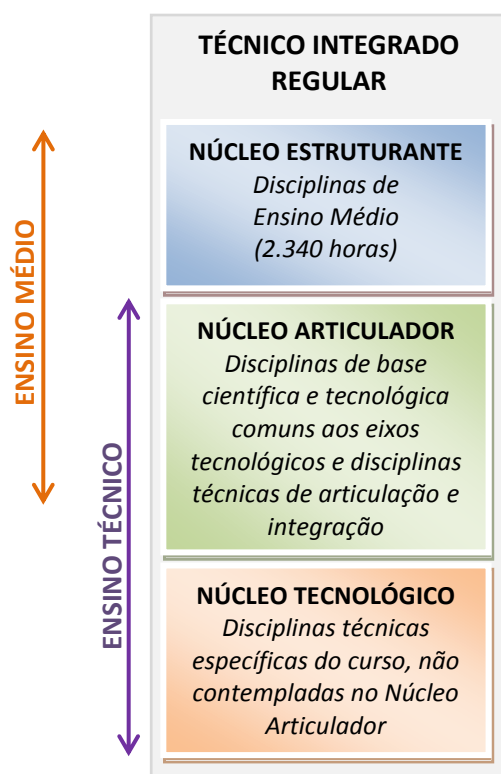 TÉCNICO INTEGRADO
REGULAR
NÚCLEO ESTRUTURANTE
Disciplinas de
Ensino Médio
(2.340 horas)
NÚCLEO ARTICULADOR
Disciplinas de base
científica e tecnológica
comuns aos eixos
tecnológicos e disciplinas
técnicas de articulação e
integração
NÚCLEO TECNOLÓGICO
Disciplinas técnicas
específicas do curso, não
contempladas no Núcleo
Articulador
ENSINO MÉDIO
ENSINO TÉCNICO